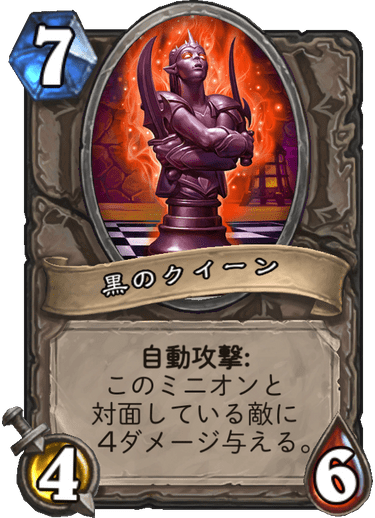 7
黒のクイーン
自動攻撃:
このミニオンと
対面している敵に
4ダメージ与える。
4
6